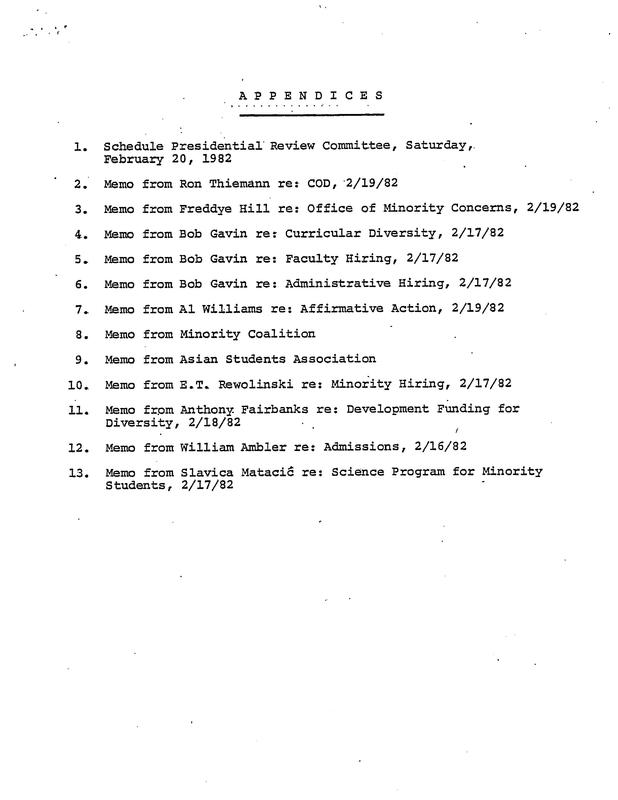 A P P E N D I C E S
1. Schedule Presidential Review Committee, Saturday,
February 20, 1982
2. Memo from Ron Thiemann re: COD, 2/19/82
3. Memo from Freddye Hill re: Office of Minority Concerns, 2/19/82
4. Memo from Bob Gavin re: Curricular Diversity, 2/17/82
5. Memo from Bob Gavin re: Faculty Hiring, 2/17/82
6. Memo from Bob Gavin re: Administrative Hiring, 2/17/82
7. Memo from Al Williams re: Affirmative Action, 2/19/82
8. Memo from Minority Coalition
9. Memo from Asian Students Association
10. Memo from E.T. Rewolinski re: Minority Hiring, 2/17/82
11. Memo from Anthony Fairbanks re: Development Funding for
Diversity, 2/18/82
12. Memo from William Ambler re: Admissions, 2/16/82
13. Memo from Slavica Matacić re: Science Program for Minority
Students, 2/17/82